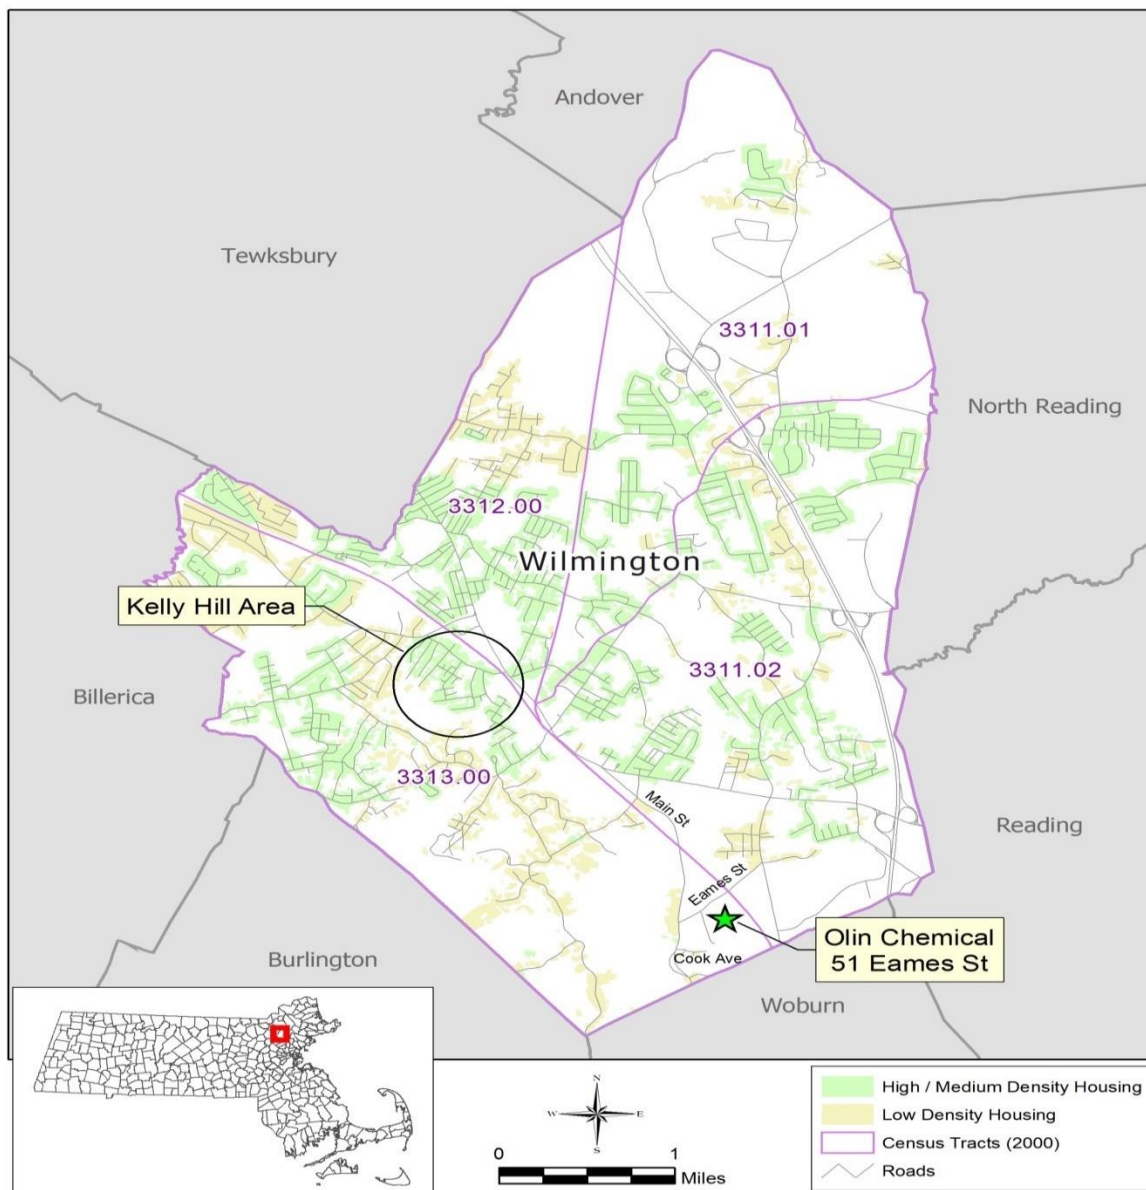 Andover
Tewksbury
3311.01
North Reading
3312.00
Wilmington
Kelly Hill Area
3311.02
Billerica
3313.00
Main St
Reading
Eames St
Olin Chemical
51 Eames St
Cook Ave
Burlington
Woburn
N
W
E
S
0
1
Miles
High / Medium Density Housing
Low Density Housing
Census Tracts (2000)
Roads